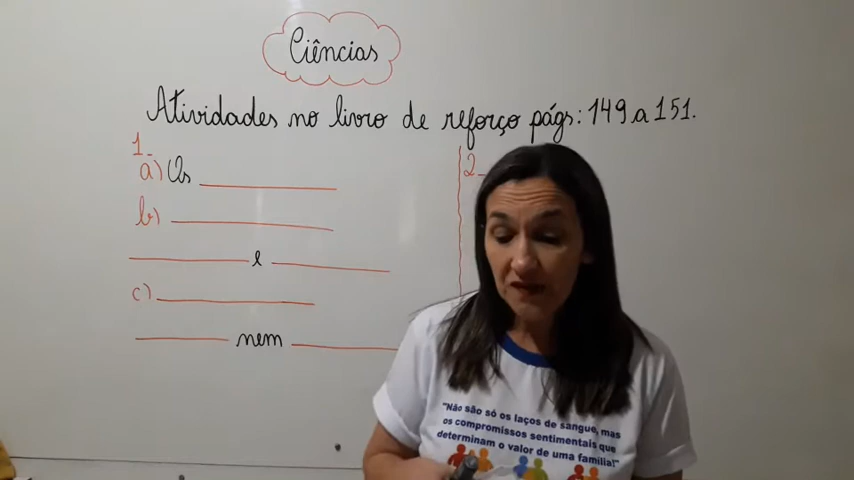 Ciências
Atividades no livro de reforço págs: 149 a 151.
1-
a) Os
b)
e
c)
nem
2-
"Não são só os laços de sangue, mas
os compromissos sentimentais que
determinam o valor de uma família!"